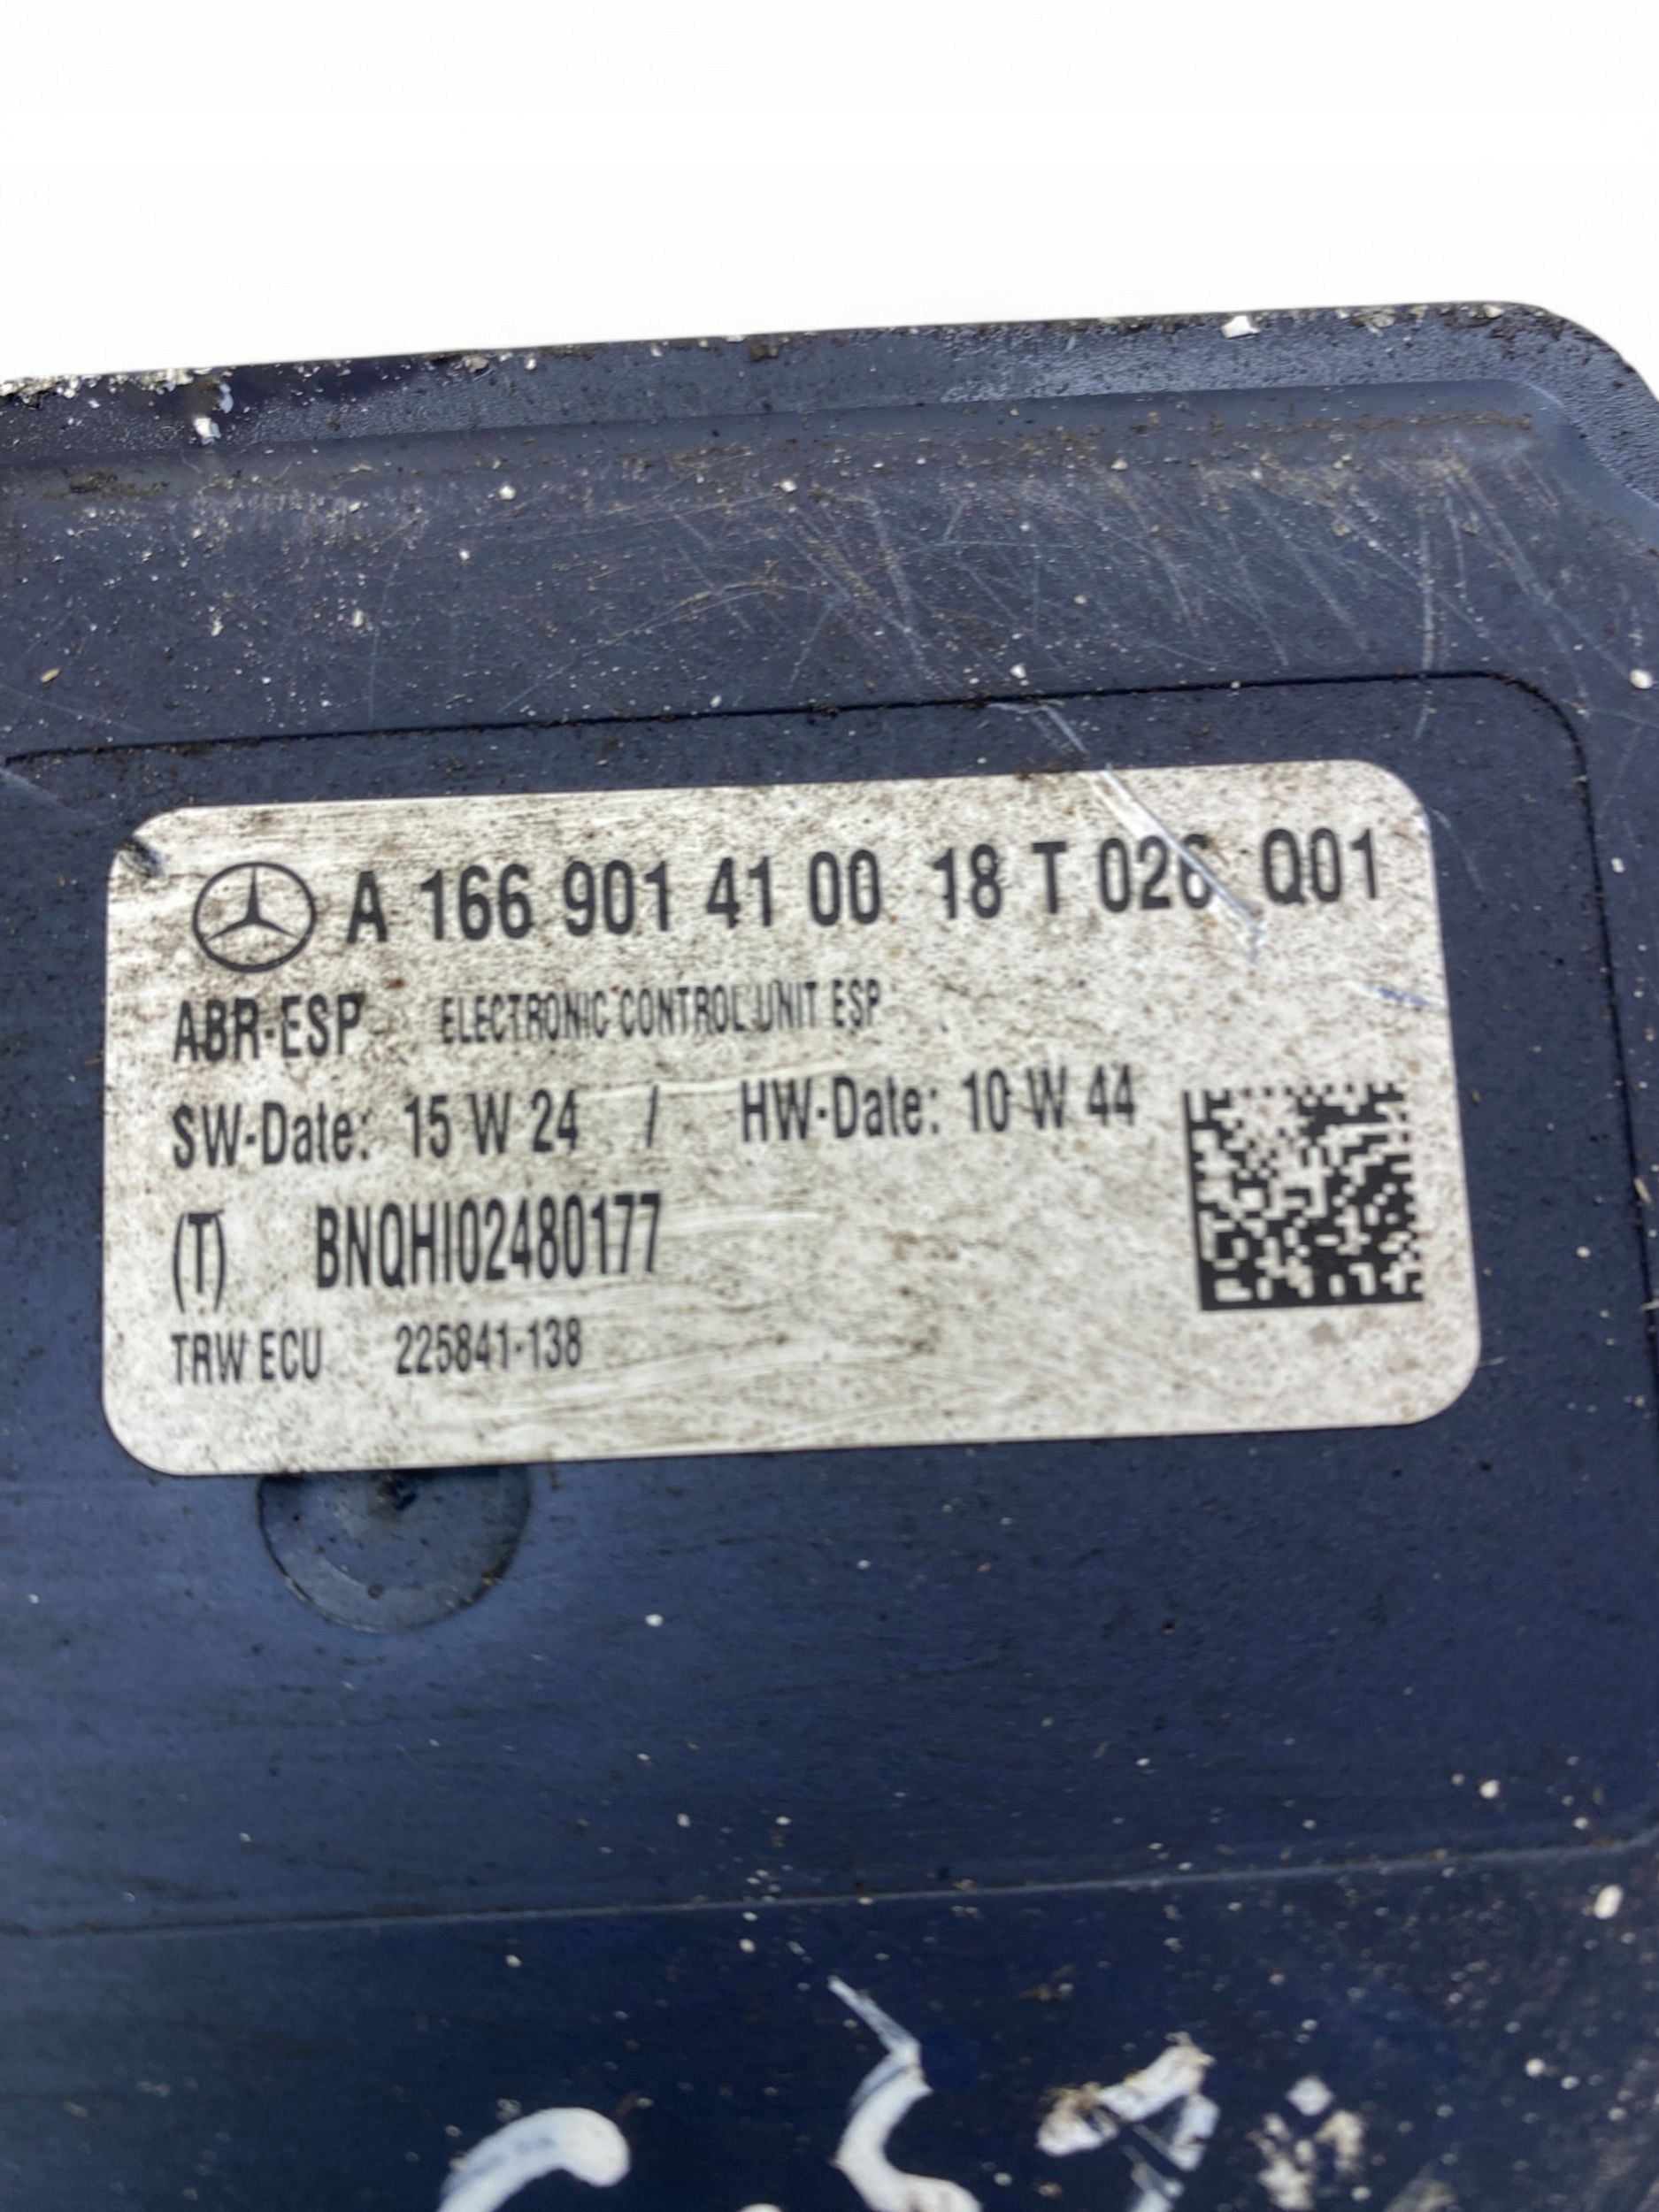 A 166 901 41 00 18 T 026 Q01
ABR-ESP ELECTRONIC CONTROL UNIT ESP
SW-Date: 15 W 24 / HW-Date: 10 W 44
(T) BNQHI02480177
TRW ECU 225841-138